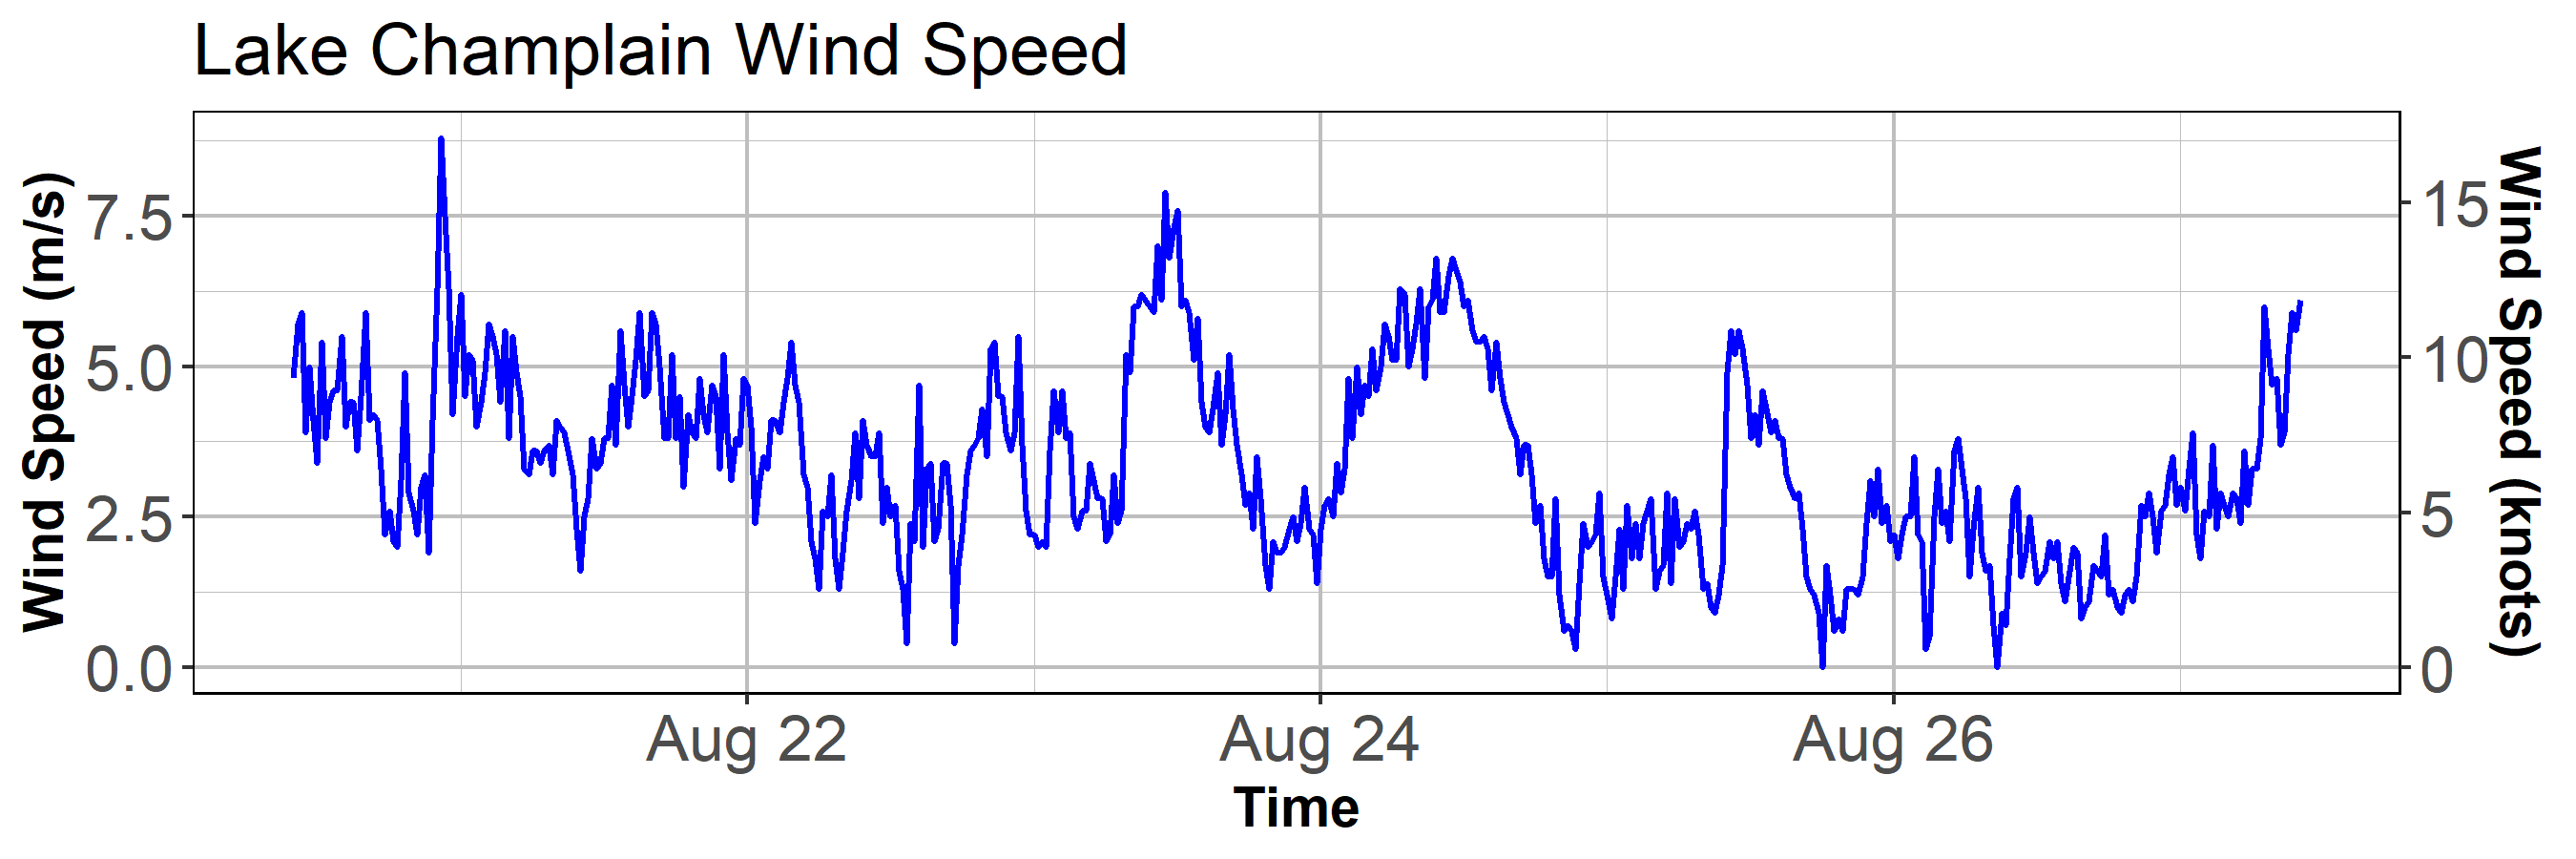 Lake Champlain Wind Speed
Wind Speed (m/s)
7.5
5.0
2.5
0.0
15
10
5
0
Wind Speed (knots)
Aug 22
Aug 24
Aug 26
Time